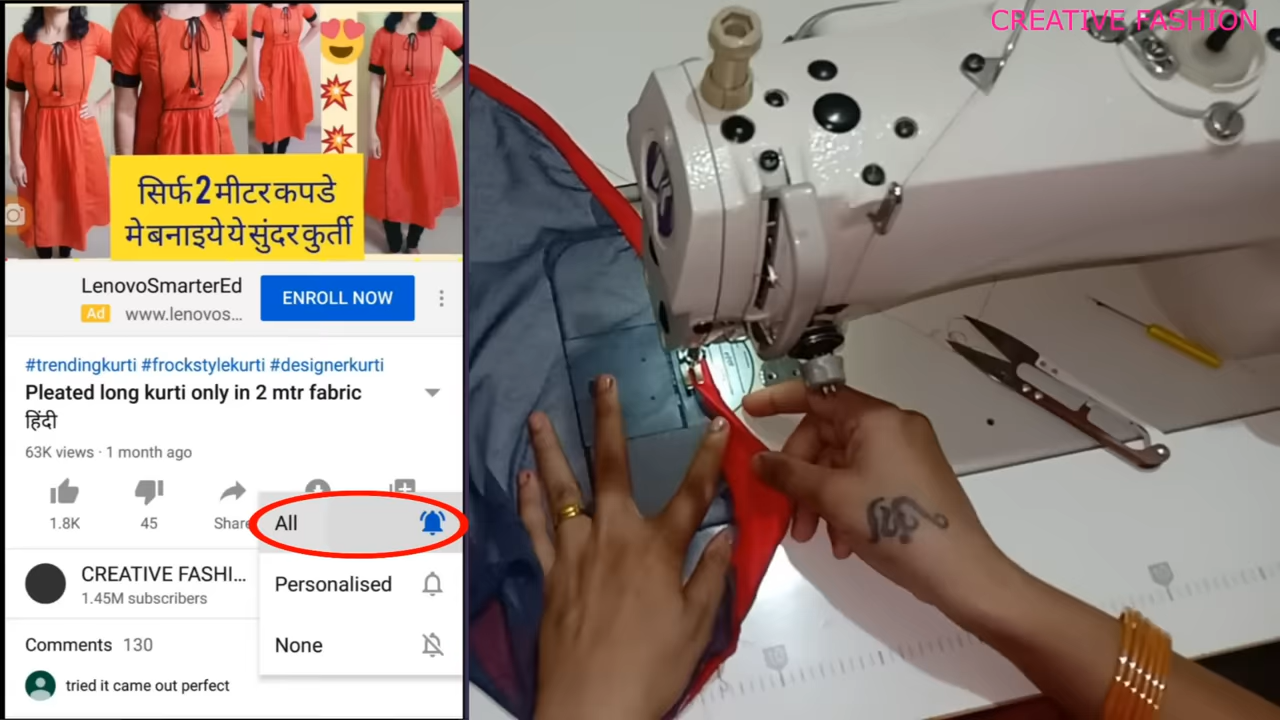 CREATIVE FASHION
सिर्फ 2 मीटर कपडे
मे बनाइये ये सुंदर कुर्ती
LenovoSmarterEd
ENROLL NOW
Ad www.lenovos...
#trendingkurti #frockstylekurti #designerkurti
Pleated long kurti only in 2 mtr fabric
हिंदी
63K views · 1 month ago
1.8K
45
Share
All
CREATIVE FASHI...
Personalised
1.45M subscribers
None
Comments 130
tried it came out perfect